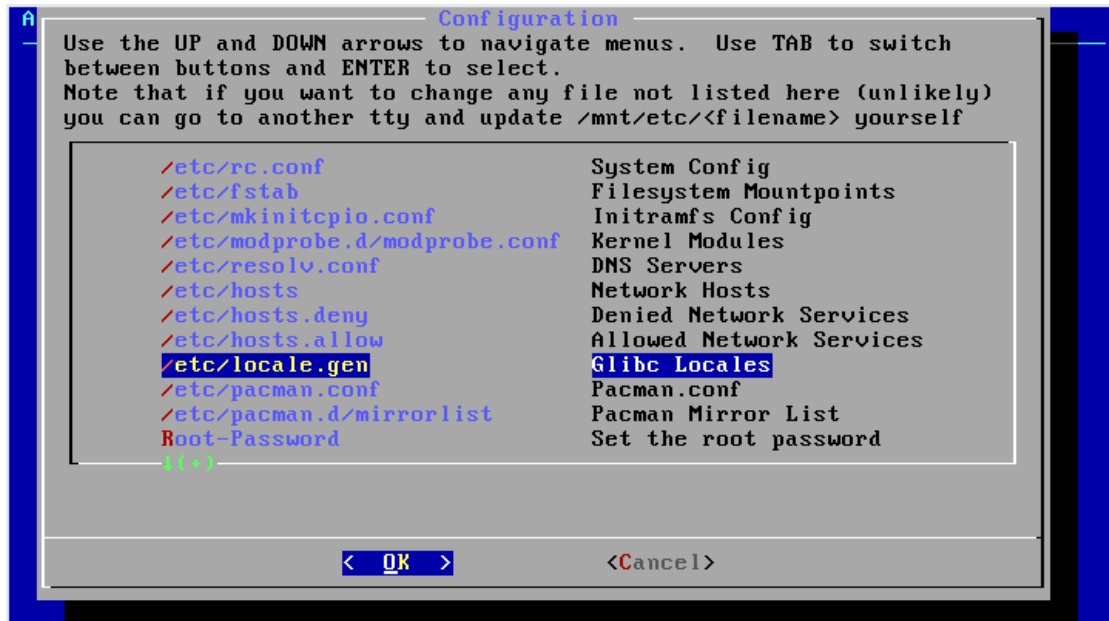 A
Configuration
Use the UP and DOWN arrows to navigate menus.  Use TAB to switch
between buttons and ENTER to select.
Note that if you want to change any file not listed here (unlikely)
you can go to another tty and update /mnt/etc/<filename> yourself
/etc/rc.conf System Config
/etc/fstab Filesystem Mountpoints
/etc/mkinitcpio.conf Initramfs Config
/etc/modprobe.d/modprobe.conf Kernel Modules
/etc/resolv.conf DNS Servers
/etc/hosts Network Hosts
/etc/hosts.deny Denied Network Services
/etc/hosts.allow Allowed Network Services
/etc/locale.gen Glibc Locales
/etc/pacman.conf Pacman.conf
/etc/pacman.d/mirrorlist Pacman Mirror List
Root-Password Set the root password
↓(+)
< OK > <Cancel>